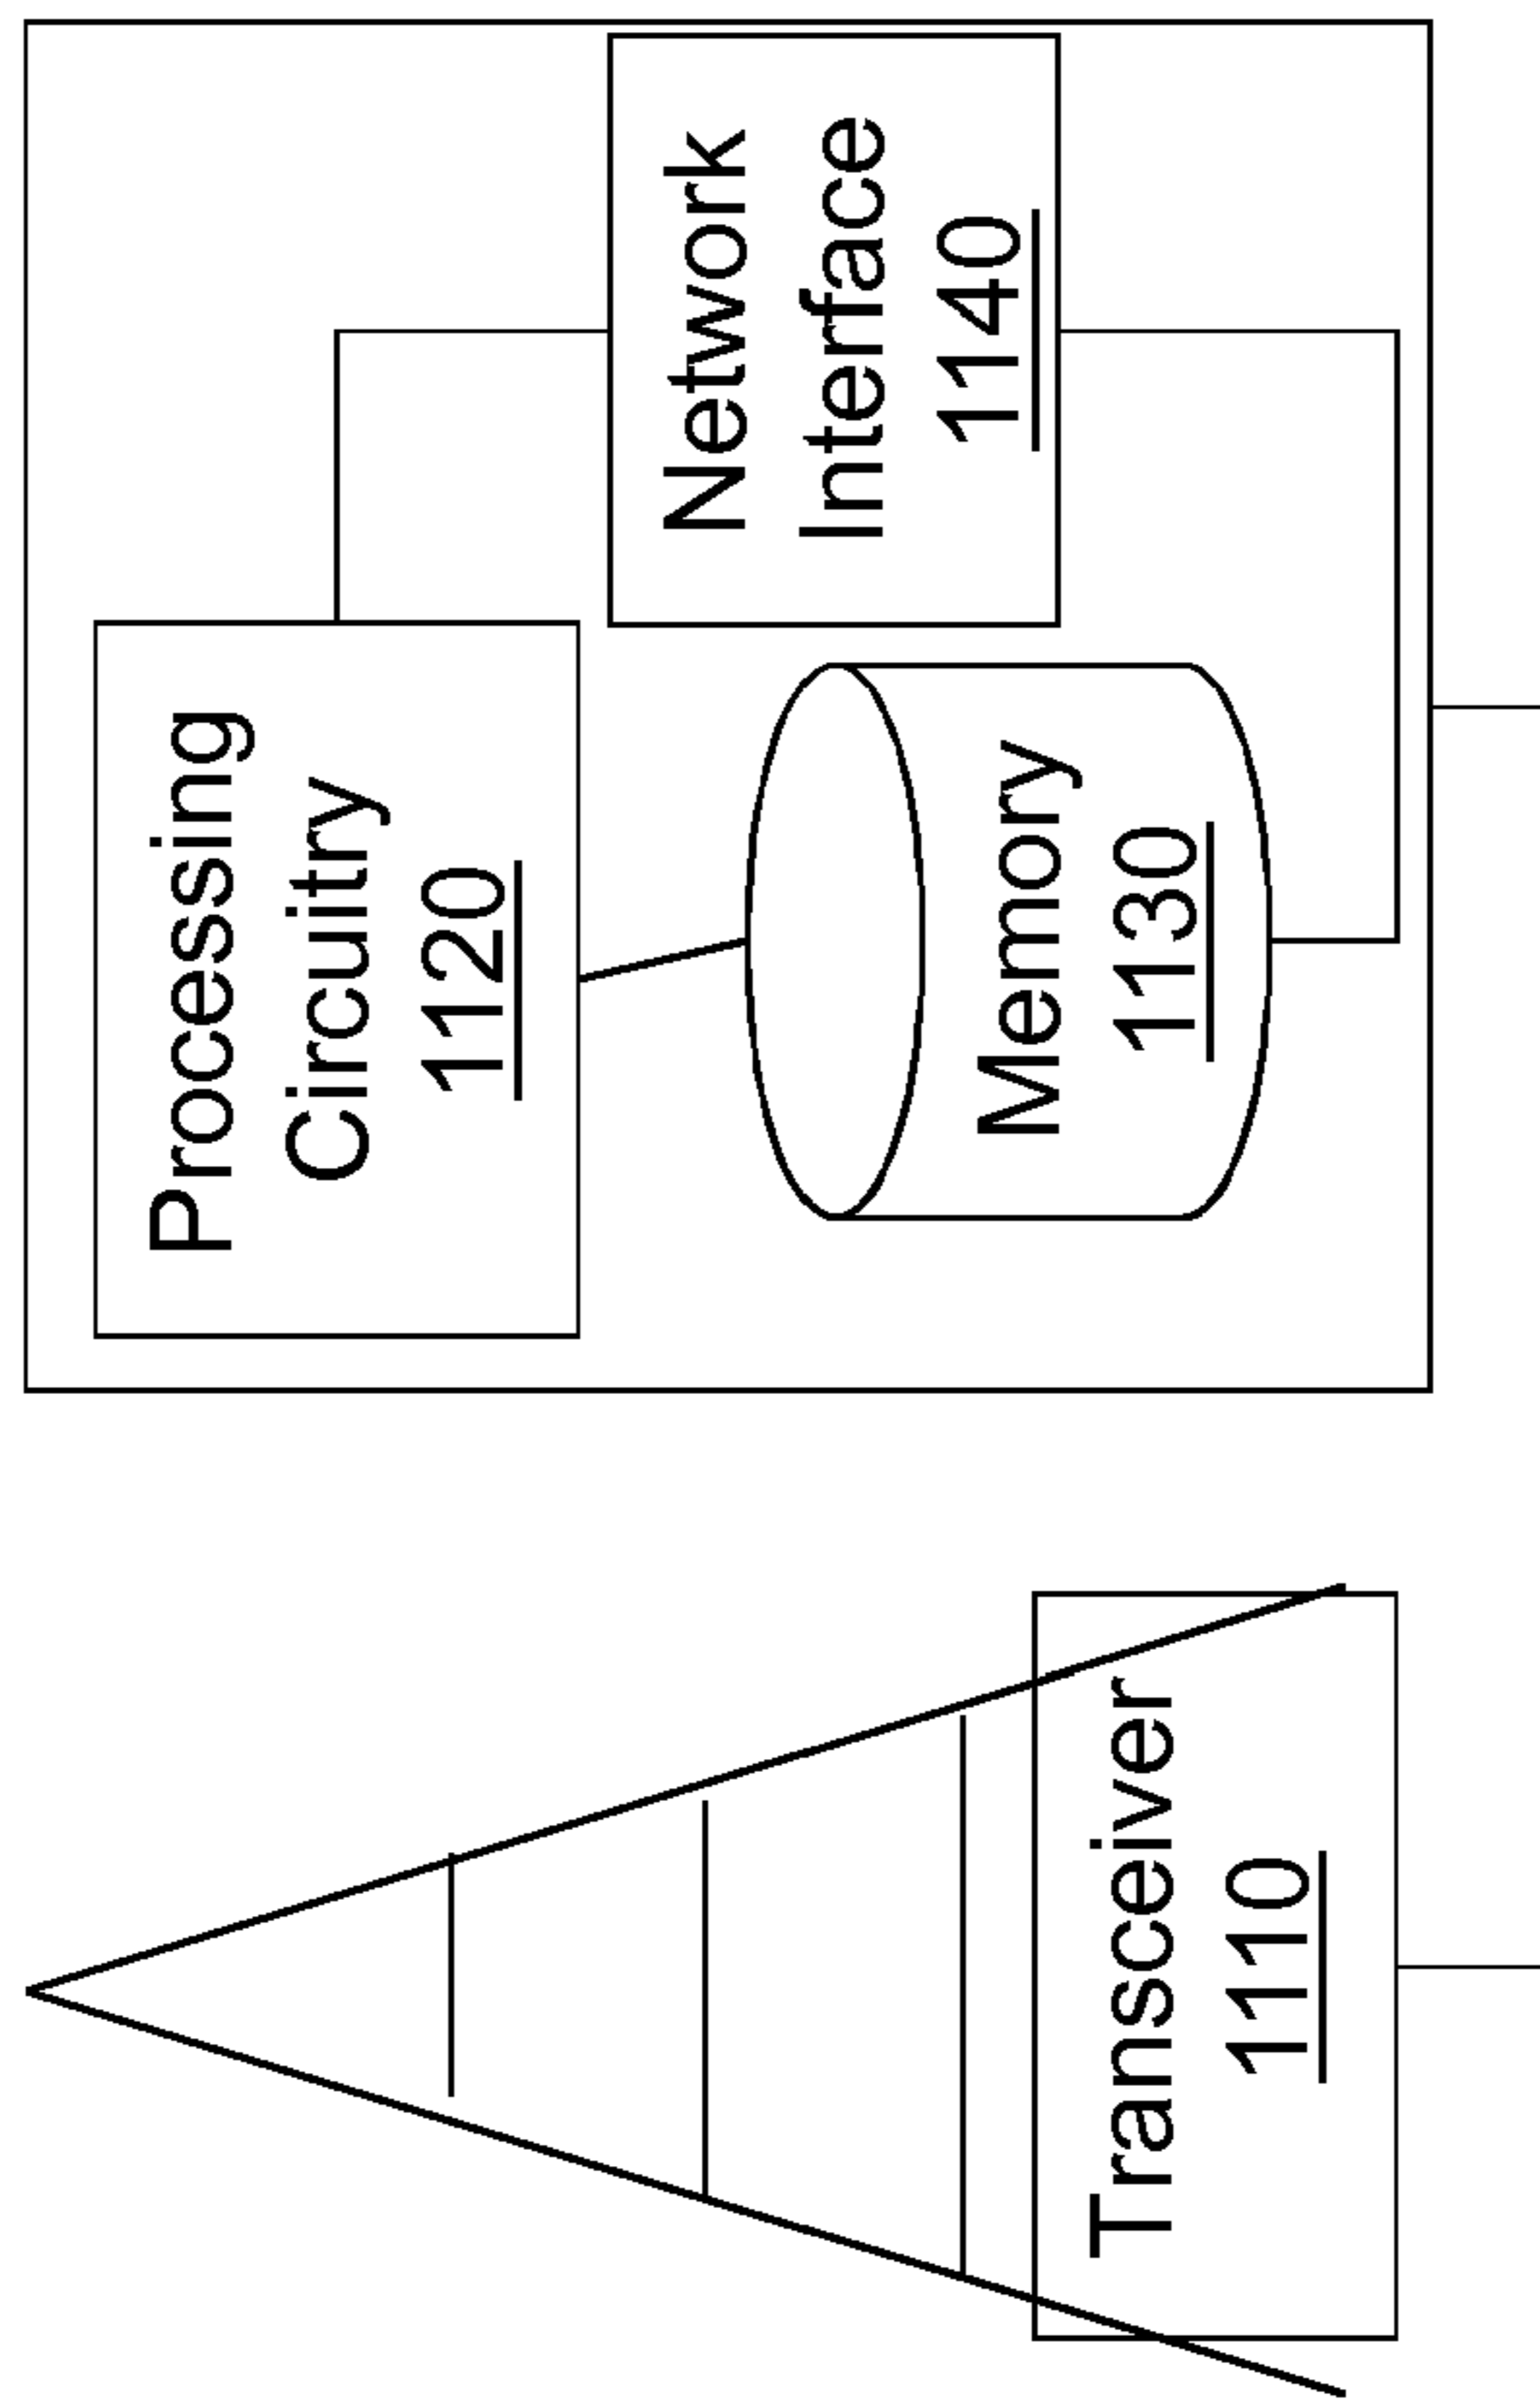 Transceiver
1110
Processing
Circuitry
1120
Memory
1130
Network
Interface
1140